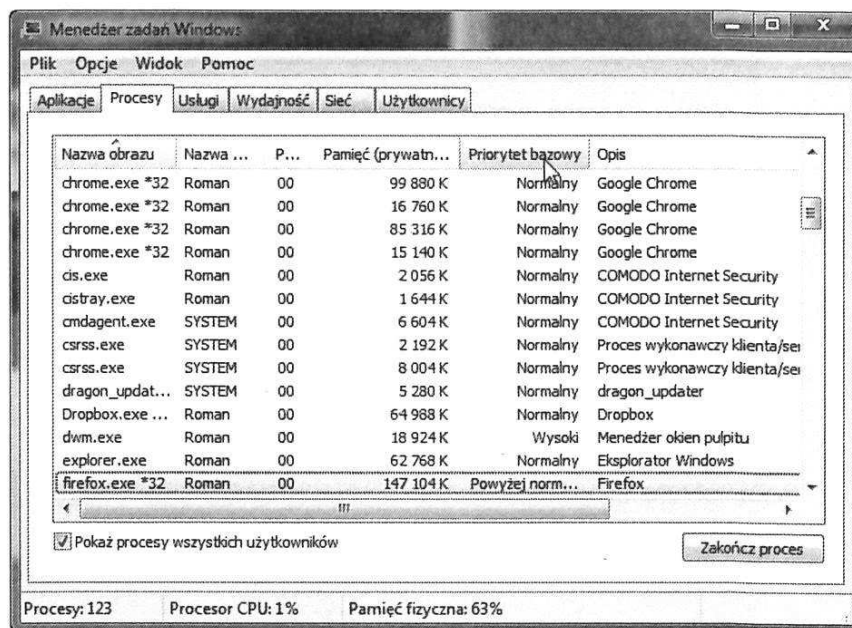 Menedżer zadań Windows
Plik Opcje Widok Pomoc
Aplikacje Procesy Usługi Wydajność Sieć Użytkownicy
Nazwa obrazu Nazwa ... P... Pamięć (prywatn... Priorytet bazowy Opis
chrome.exe *32 Roman 00 99 880 K Normalny Google Chrome
chrome.exe *32 Roman 00 16 760 K Normalny Google Chrome
chrome.exe *32 Roman 00 85 316 K Normalny Google Chrome
chrome.exe *32 Roman 00 15 140 K Normalny Google Chrome
cis.exe Roman 00 2 056 K Normalny COMODO Internet Security
cistray.exe Roman 00 1 644 K Normalny COMODO Internet Security
cmdagent.exe SYSTEM 00 6 604 K Normalny COMODO Internet Security
csrss.exe SYSTEM 00 2 192 K Normalny Proces wykonawczy klienta/ser
csrss.exe SYSTEM 00 8 004 K Normalny Proces wykonawczy klienta/ser
dragon_updat... SYSTEM 00 5 280 K Normalny dragon_updater
Dropbox.exe ... Roman 00 64 988 K Normalny Dropbox
dwm.exe Roman 00 18 924 K Wysoki Menedżer okien pulpitu
explorer.exe Roman 00 62 768 K Normalny Eksplorator Windows
firefox.exe *32 Roman 00 147 104 K Powyżej norm... Firefox
Pokaż procesy wszystkich użytkowników
Zakończ proces
Procesy: 123 Procesor CPU: 1% Pamięć fizyczna: 63%